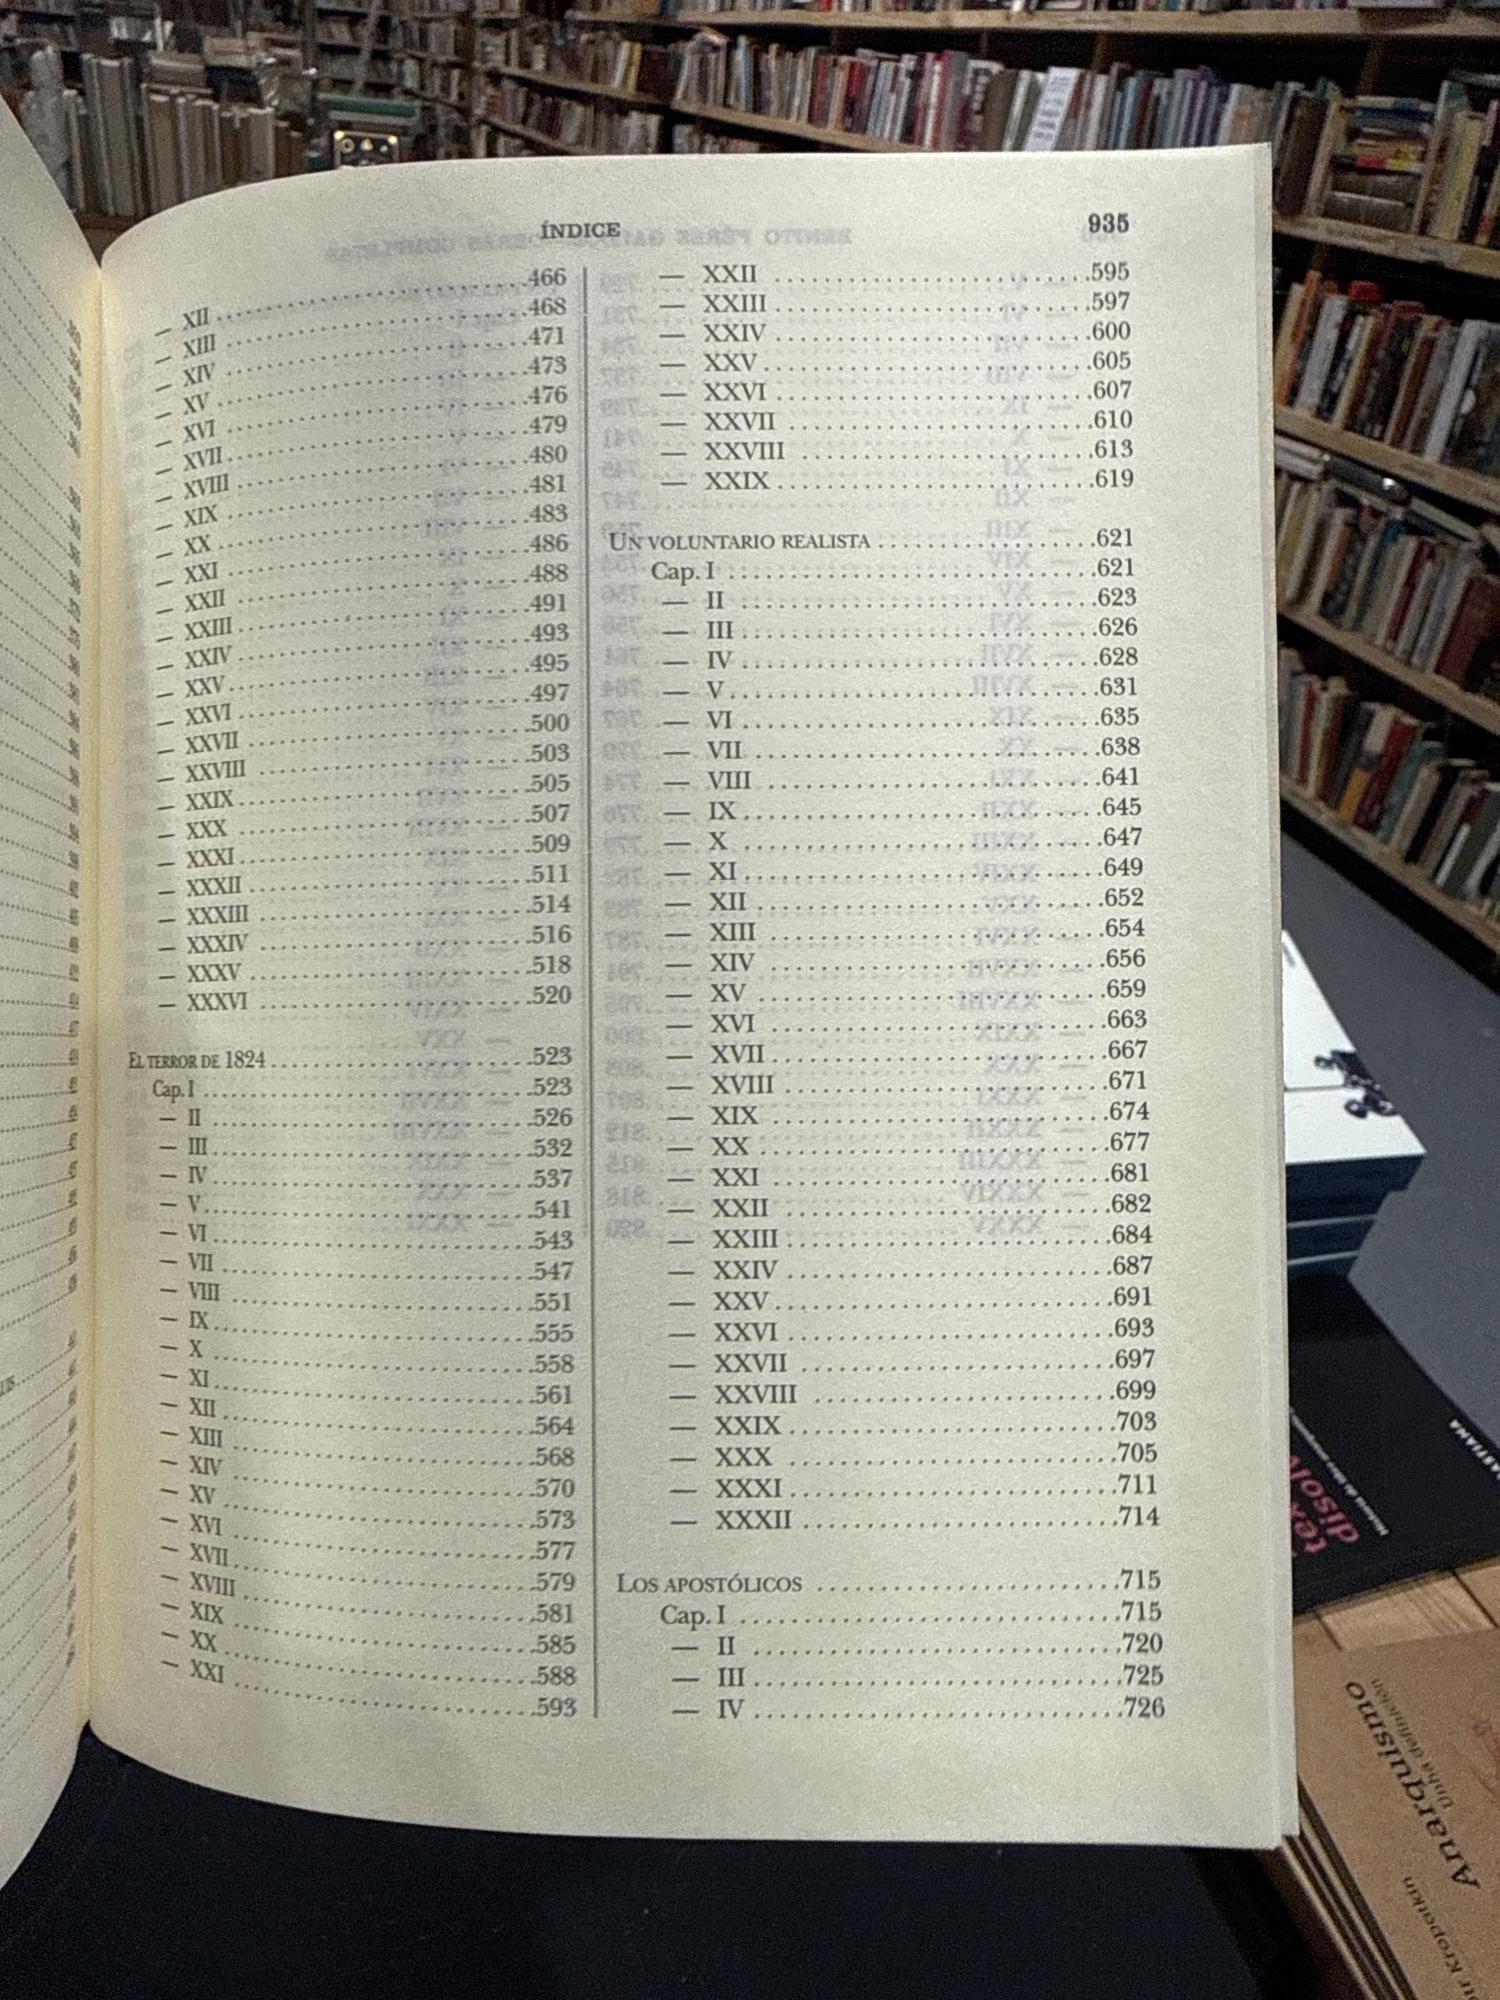 ÍNDICE 935
— XII ..... 466
— XIII ..... 468
— XIV ..... 471
— XV ..... 473
— XVI ..... 476
— XVII ..... 479
— XVIII ..... 480
— XIX ..... 481
— XX ..... 483
— XXI ..... 486
— XXII ..... 488
— XXIII ..... 491
— XXIV ..... 493
— XXV ..... 495
— XXVI ..... 497
— XXVII ..... 500
— XXVIII ..... 503
— XXIX ..... 505
— XXX ..... 507
— XXXI ..... 509
— XXXII ..... 511
— XXXIII ..... 514
— XXXIV ..... 516
— XXXV ..... 518
— XXXVI ..... 520
EL TERROR DE 1824 ..... 523
Cap. I ..... 523
— II ..... 526
— III ..... 532
— IV ..... 537
— V ..... 541
— VI ..... 543
— VII ..... 547
— VIII ..... 551
— IX ..... 555
— X ..... 558
— XI ..... 561
— XII ..... 564
— XIII ..... 568
— XIV ..... 570
— XV ..... 573
— XVI ..... 577
— XVII ..... 579
— XVIII ..... 581
— XIX ..... 585
— XX ..... 588
— XXI ..... 593
— XXII ..... 595
— XXIII ..... 597
— XXIV ..... 600
— XXV ..... 605
— XXVI ..... 607
— XXVII ..... 610
— XXVIII ..... 613
— XXIX ..... 619
UN VOLUNTARIO REALISTA ..... 621
Cap. I ..... 621
— II ..... 623
— III ..... 626
— IV ..... 628
— V ..... 631
— VI ..... 635
— VII ..... 638
— VIII ..... 641
— IX ..... 645
— X ..... 647
— XI ..... 649
— XII ..... 652
— XIII ..... 654
— XIV ..... 656
— XV ..... 659
— XVI ..... 663
— XVII ..... 667
— XVIII ..... 671
— XIX ..... 674
— XX ..... 677
— XXI ..... 681
— XXII ..... 682
— XXIII ..... 684
— XXIV ..... 687
— XXV ..... 691
— XXVI ..... 693
— XXVII ..... 697
— XXVIII ..... 699
— XXIX ..... 703
— XXX ..... 705
— XXXI ..... 711
— XXXII ..... 714
LOS APOSTÓLICOS ..... 715
Cap. I ..... 715
— II ..... 720
— III ..... 725
— IV ..... 726
Anarquismo
Unha definición
Kropotkin